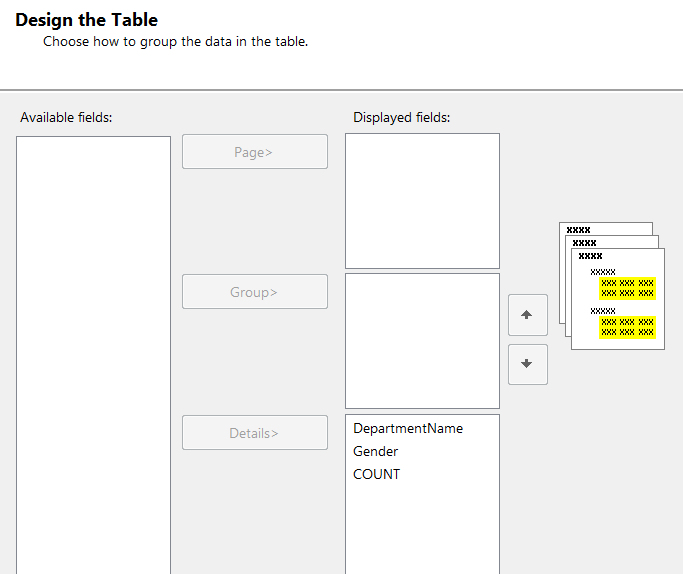 Design the Table
Choose how to group the data in the table.
Available fields:
Displayed fields:
Page>
Group>
Details>
DepartmentName
Gender
COUNT
xxxx
xxxx
xxxx
xxxxx
xxx xxx xxx
xxx xxx xxx
xxxxx
xxx xxx xxx
xxx xxx xxx